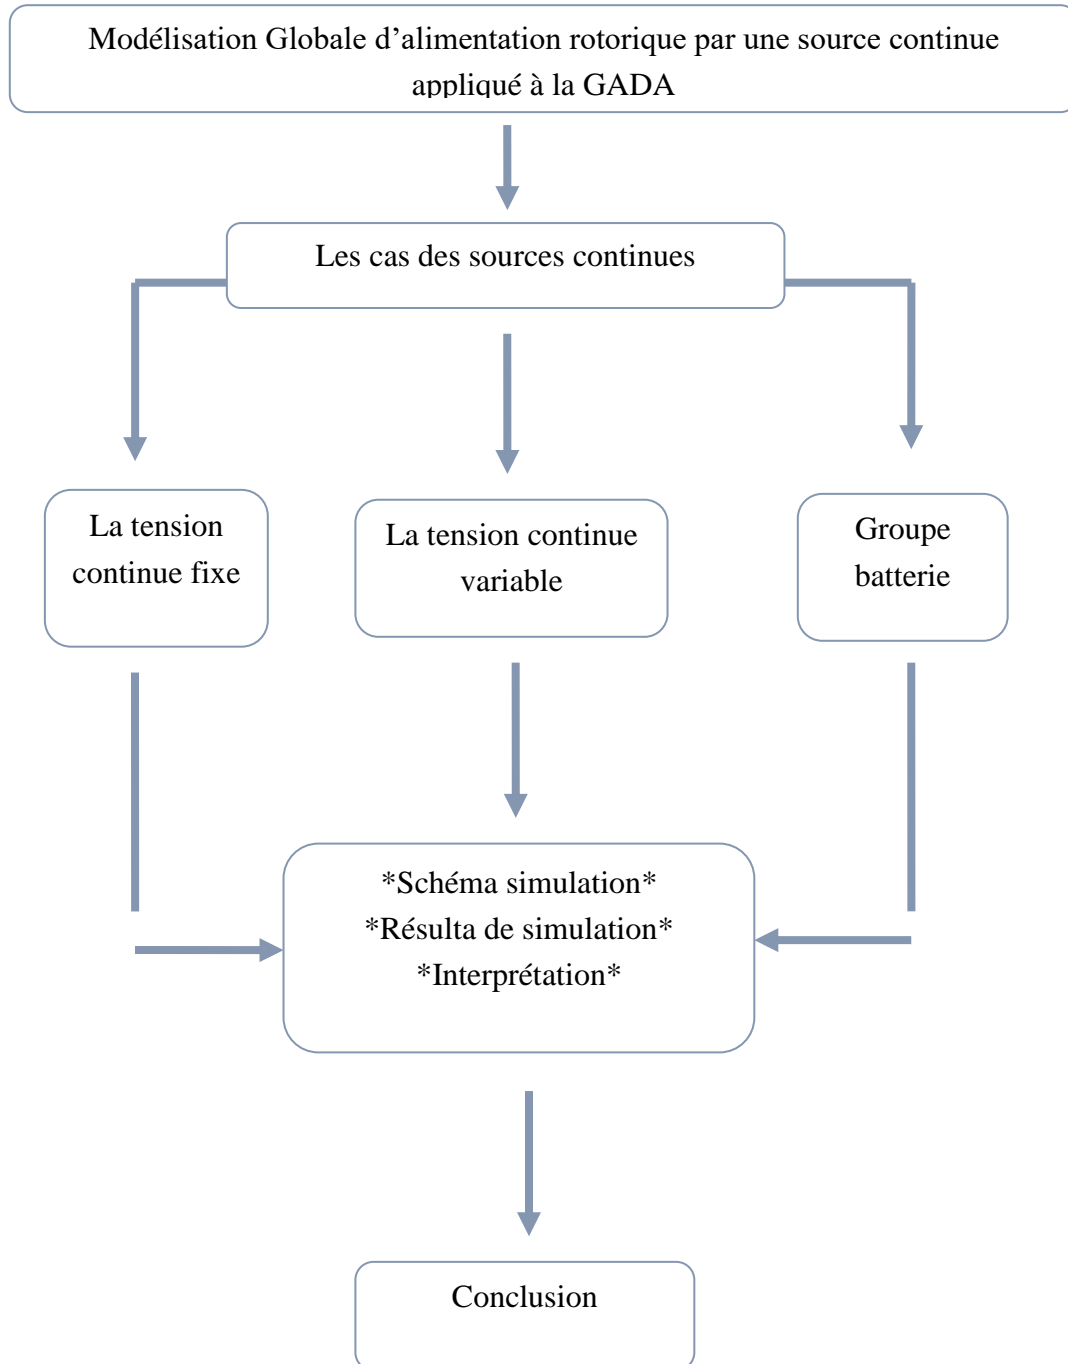 Modélisation Globale d’alimentation rotorique par une source continue
appliqué à la GADA
Les cas des sources continues
La tension
continue fixe
La tension continue
variable
Groupe
batterie
*Schéma simulation*
*Résulta de simulation*
*Interprétation*
Conclusion